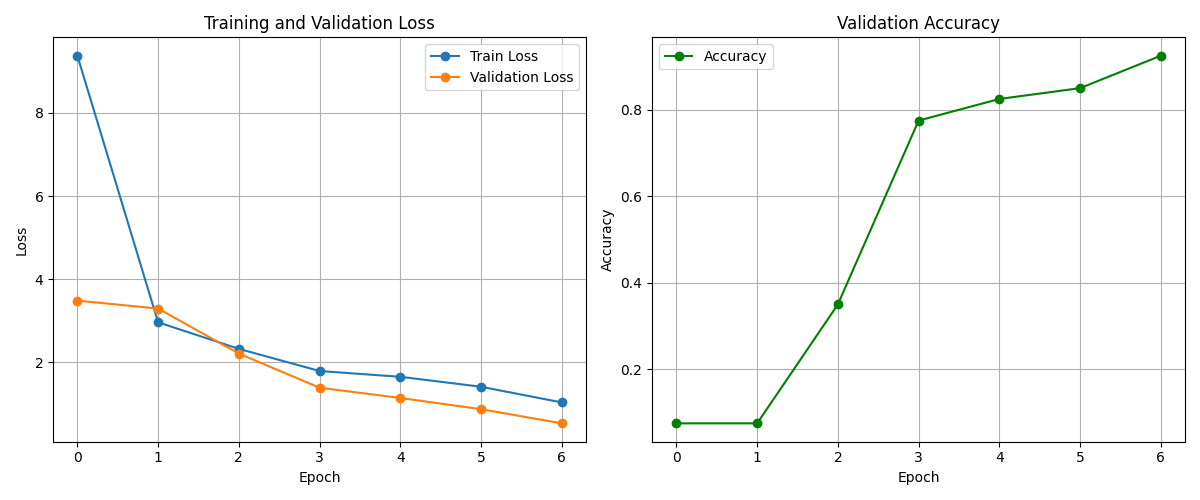 Training and Validation Loss
Train Loss
Validation Loss
Loss
8
6
4
2
0 1 2 3 4 5 6
Epoch
Validation Accuracy
Accuracy
Accuracy
0.8
0.6
0.4
0.2
0 1 2 3 4 5 6
Epoch